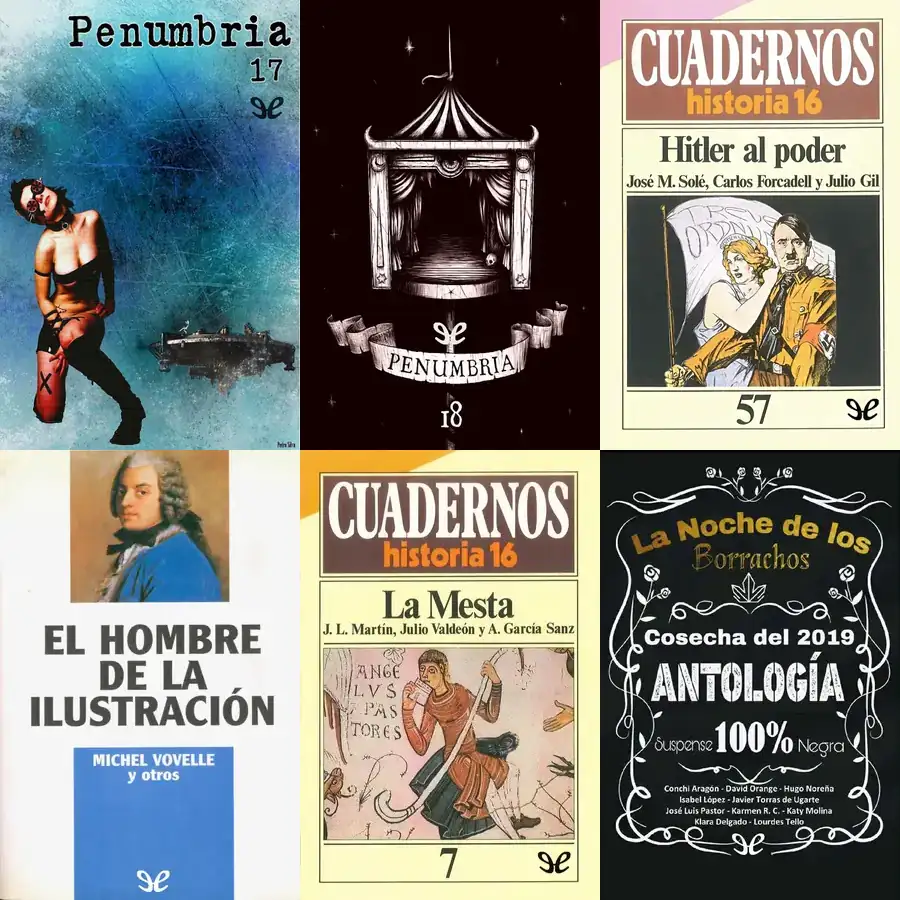 Penumbria
17
Pedro Silva
PENUMBRIA
18
CUADERNOS
historia 16
Hitler al poder
José M. Solé, Carlos Forcadell y Julio Gil
57
EL HOMBRE
DE LA
ILUSTRACIÓN
MICHEL VOVELLE
y otros
CUADERNOS
historia 16
La Mesta
J. L. Martín, Julio Valdeón y A. García Sanz
ANGE
LVS
PAS
TORES
7
La Noche de los
Borrachos
Cosecha del 2019
ANTOLOGÍA
Suspense 100% Negra
Conchi Aragón - David Orange - Hugo Noreña
Isabel López - Javier Torras de Ugarte
José Luis Pastor - Karmen R. C. - Katy Molina
Klara Delgado - Lourdes Tello